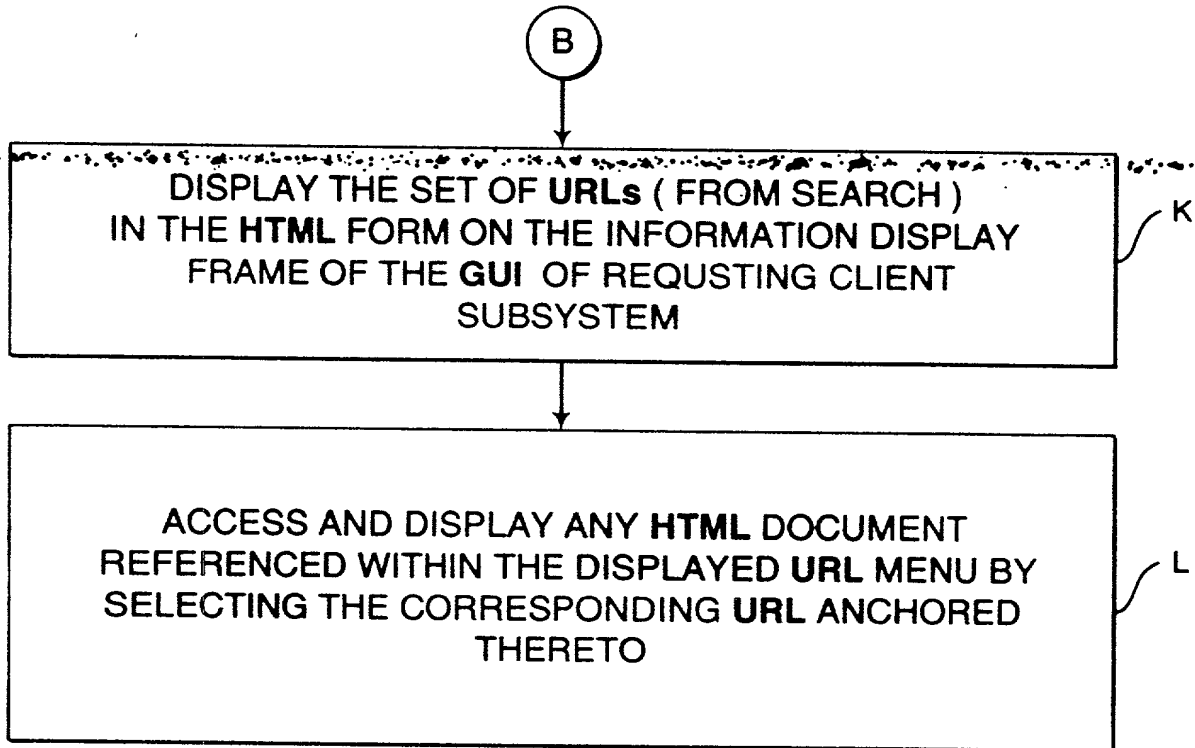 B
DISPLAY THE SET OF URLs ( FROM SEARCH )
IN THE HTML FORM ON THE INFORMATION DISPLAY
FRAME OF THE GUI OF REQUSTING CLIENT
SUBSYSTEM
K
ACCESS AND DISPLAY ANY HTML DOCUMENT
REFERENCED WITHIN THE DISPLAYED URL MENU BY
SELECTING THE CORRESPONDING URL ANCHORED
THERETO
L